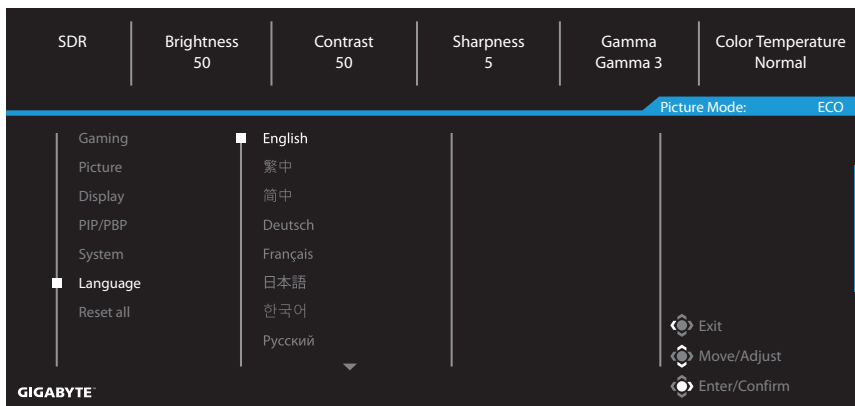 SDR
Brightness
50
Contrast
50
Sharpness
5
Gamma
Gamma 3
Color Temperature
Normal
Picture Mode: ECO
Gaming
Picture
Display
PIP/PBP
System
Language
Reset all
English
繁中
简中
Deutsch
Français
日本語
한국어
Русский
Exit
Move/Adjust
Enter/Confirm
GIGABYTE™